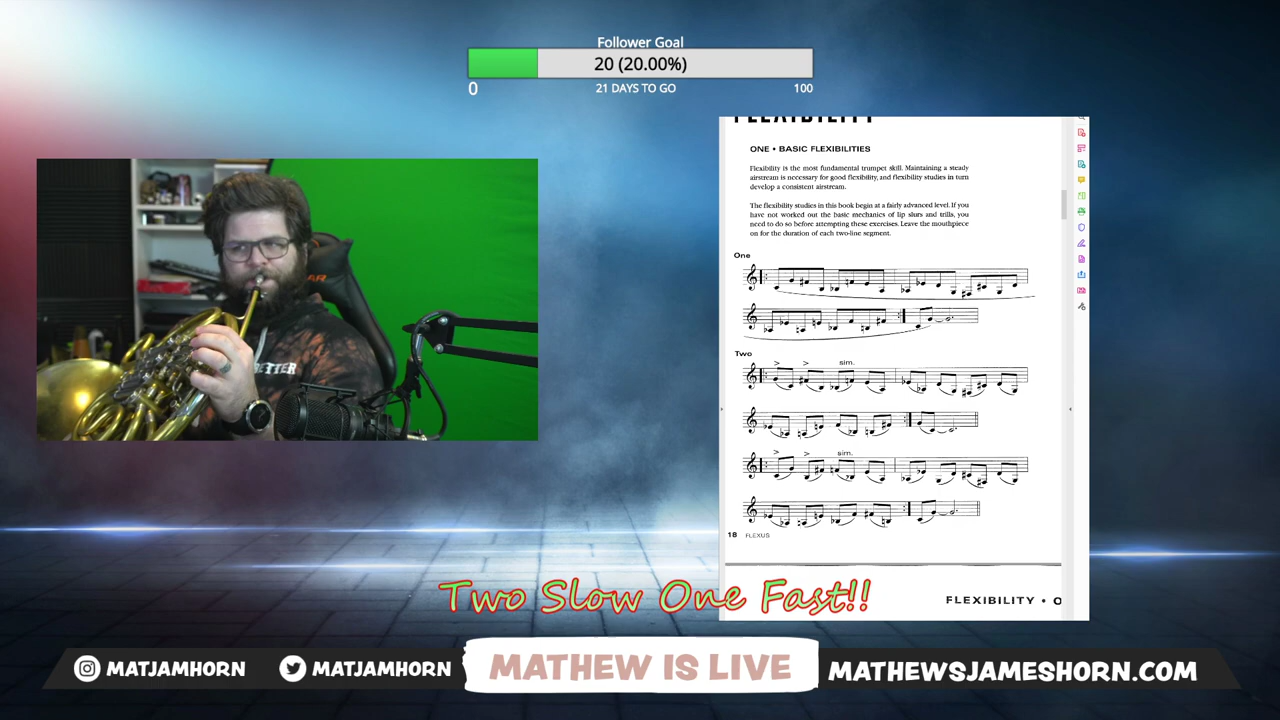 Follower Goal
20 (20.00%)
0
21 DAYS TO GO
100
FLEXIBILITY
ONE • BASIC FLEXIBILITIES
Flexibility is the most fundamental trumpet skill. Maintaining a steady
airstream is necessary for good flexibility, and flexibility studies in turn
develop a consistent airstream.
The flexibility studies in this book begin at a fairly advanced level. If you
have not worked out the basic mechanics of lip slurs and trills, you
need to do so before attempting these exercises. Leave the mouthpiece
on for the duration of each two-line segment.
One
Two
sim.
sim.
18 FLEXUS
FLEXIBILITY • O
Two Slow One Fast!!
MATJAMHORN
MATJAMHORN
MATHEW IS LIVE
MATHEWSJAMESHORN.COM